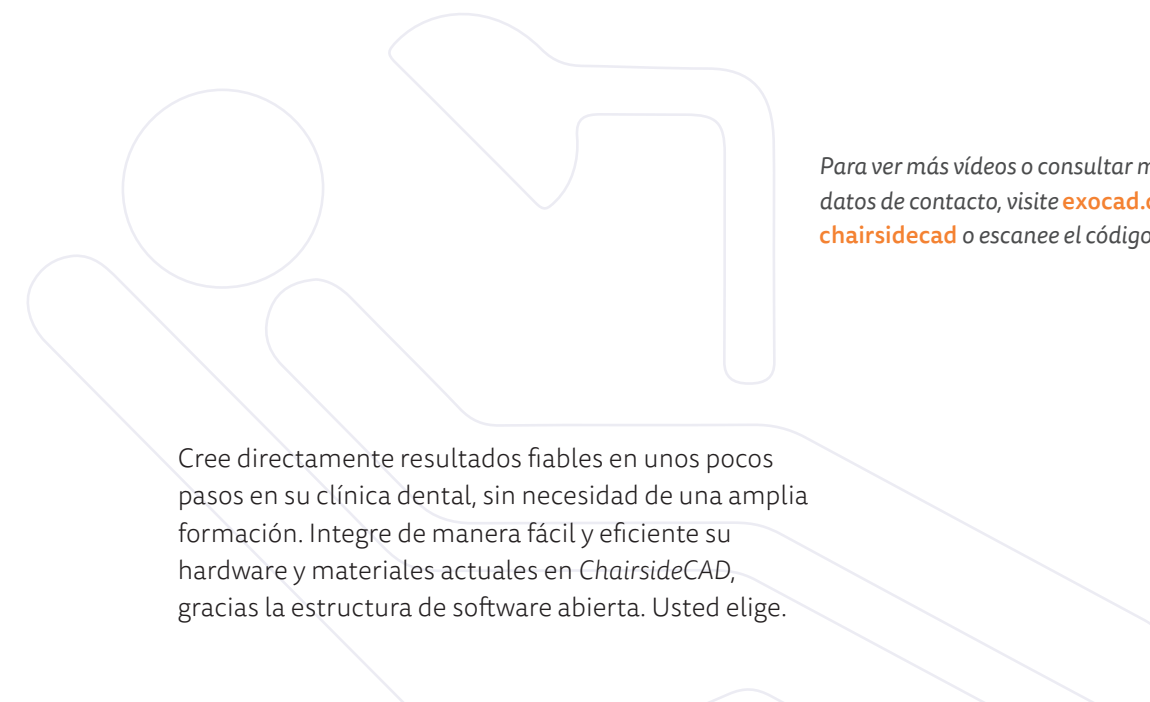 Para ver más vídeos o consultar
datos de contacto, visite exocad.
chairsidecad o escanee el código
Cree directamente resultados fiables en unos pocos
pasos en su clínica dental, sin necesidad de una amplia
formación. Integre de manera fácil y eficiente su
hardware y materiales actuales en ChairsideCAD,
gracias la estructura de software abierta. Usted elige.